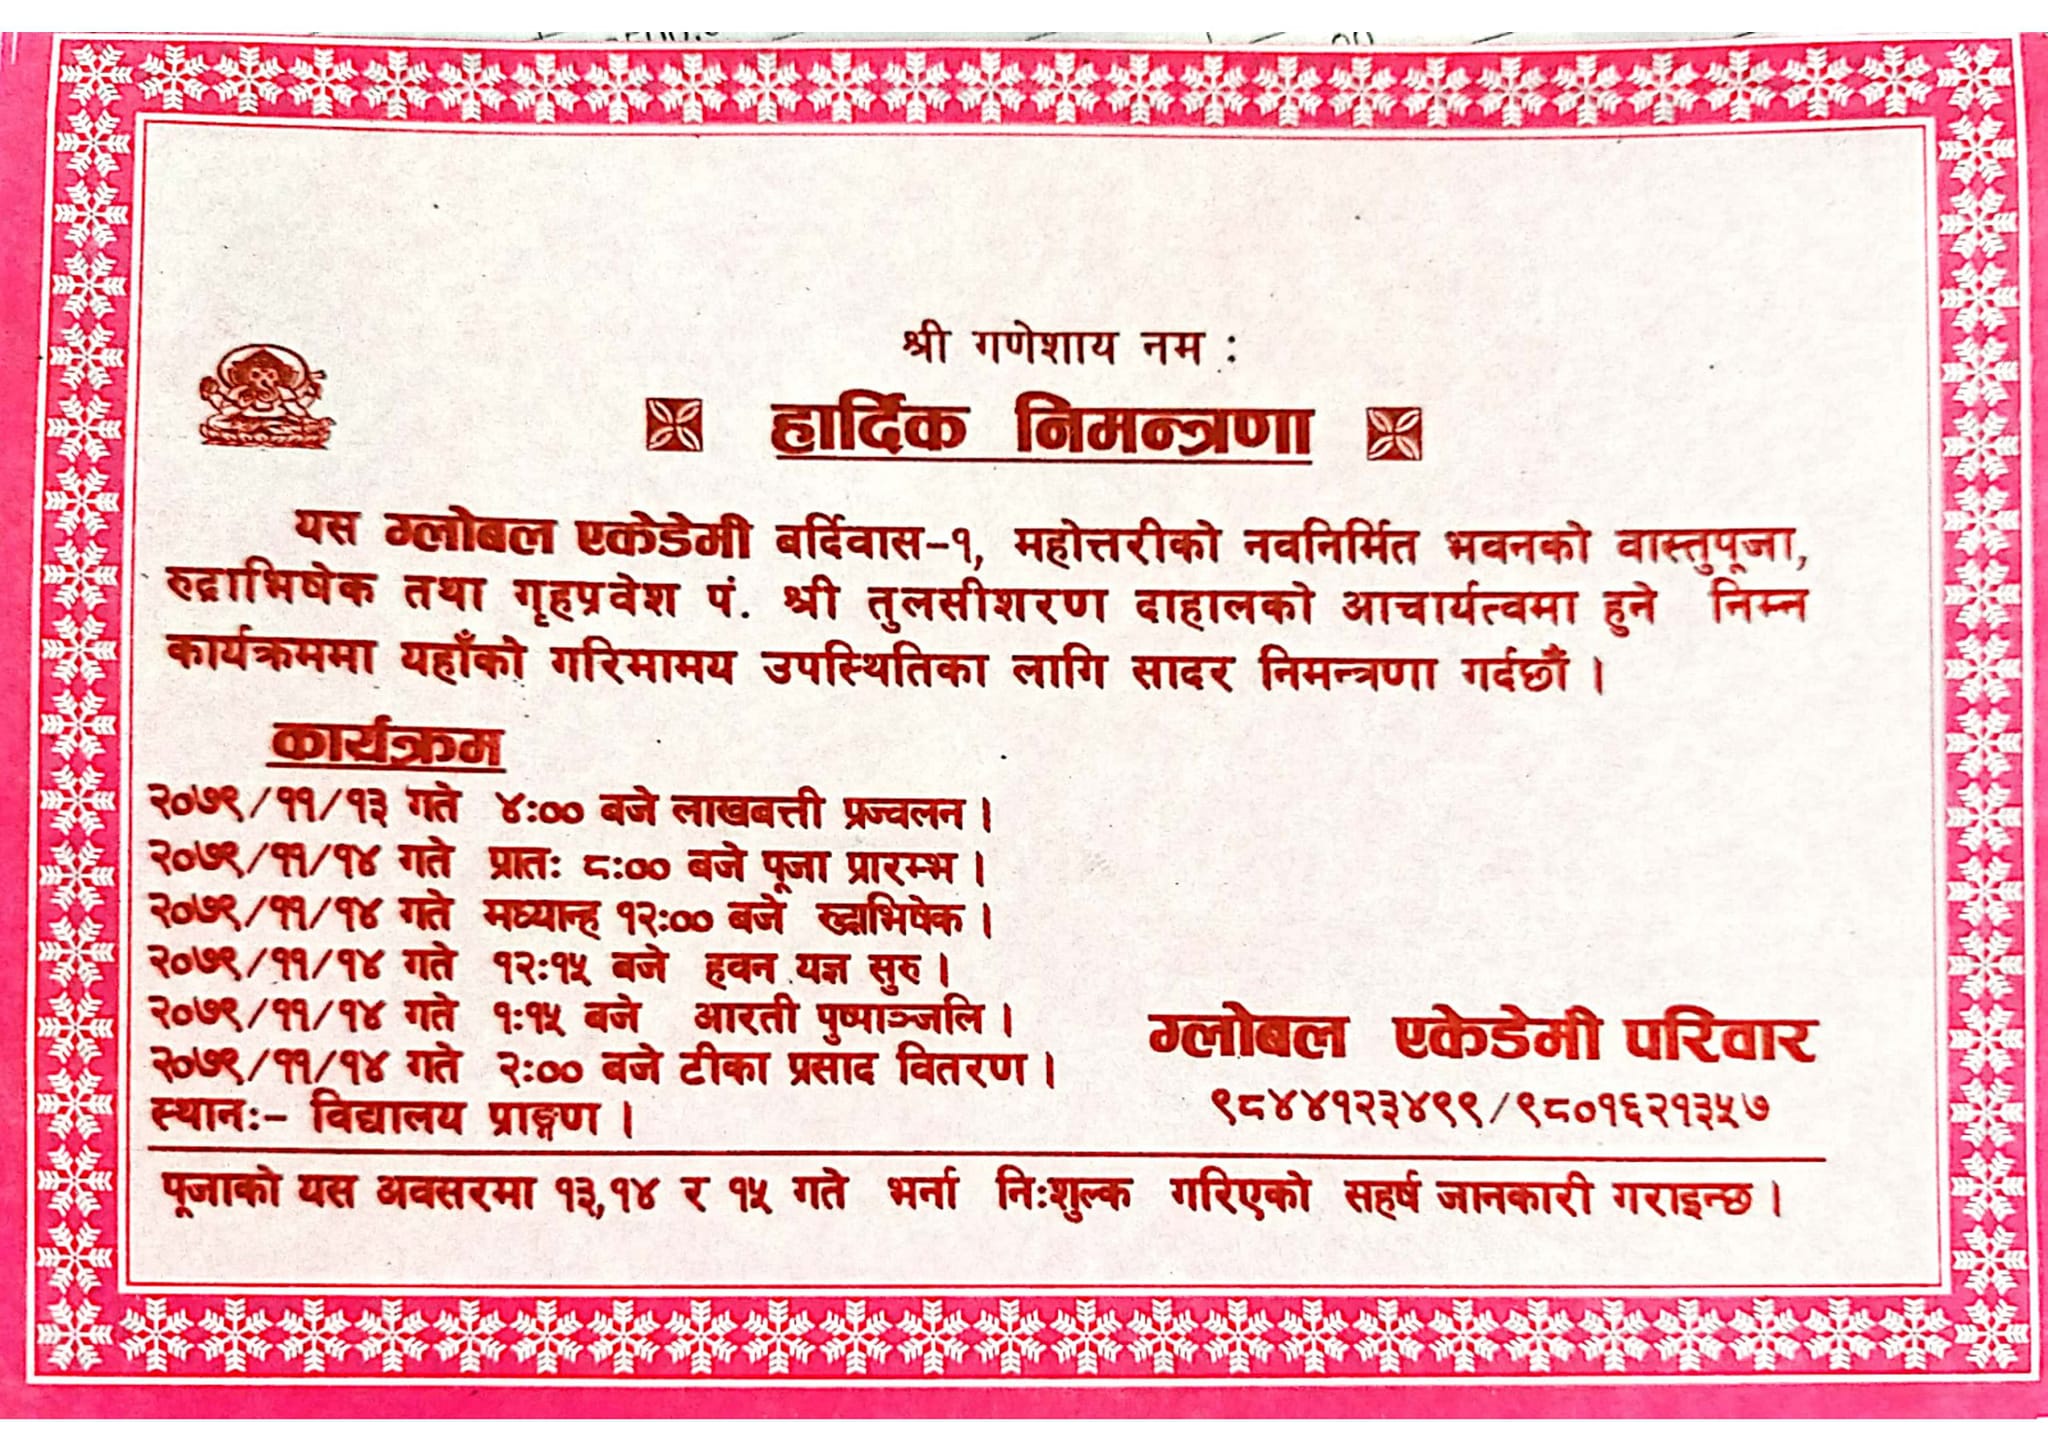 श्री गणेशाय नम :
हार्दिक निमन्त्रणा
यस ग्लोबल एकेडेमी बर्दिवास-१, महोत्तरीको नवनिर्मित भवनको वास्तुपूजा,
रुद्राभिषेक तथा गृहप्रवेश पं. श्री तुलसीशरण दाहालको आचार्यत्वमा हुने निम्न
कार्यक्रममा यहाँको गरिमामय उपस्थितिका लागि सादर निमन्त्रणा गर्दछौं ।
कार्यक्रम
२०७९/११/१३ गते ४:०० बजे लाखबत्ती प्रज्वलन ।
२०७९/११/१४ गते प्रातः ८:०० बजे पूजा प्रारम्भ ।
२०७९/११/१४ गते मध्यान्ह १२:०० बजे रुद्राभिषेक ।
२०७९/११/१४ गते १२:१५ बजे हवन यज्ञ सुरु ।
२०७९/११/१४ गते १:१५ बजे आरती पुष्पाञ्जलि ।
२०७९/११/१४ गते २:०० बजे टीका प्रसाद वितरण ।
स्थानः- विद्यालय प्राङ्गण ।
ग्लोबल एकेडेमी परिवार
९८४४१२३४९९/९८०१६२१३५७
पूजाको यस अवसरमा १३,१४ र १५ गते भर्ना निःशुल्क गरिएको सहर्ष जानकारी गराइन्छ ।